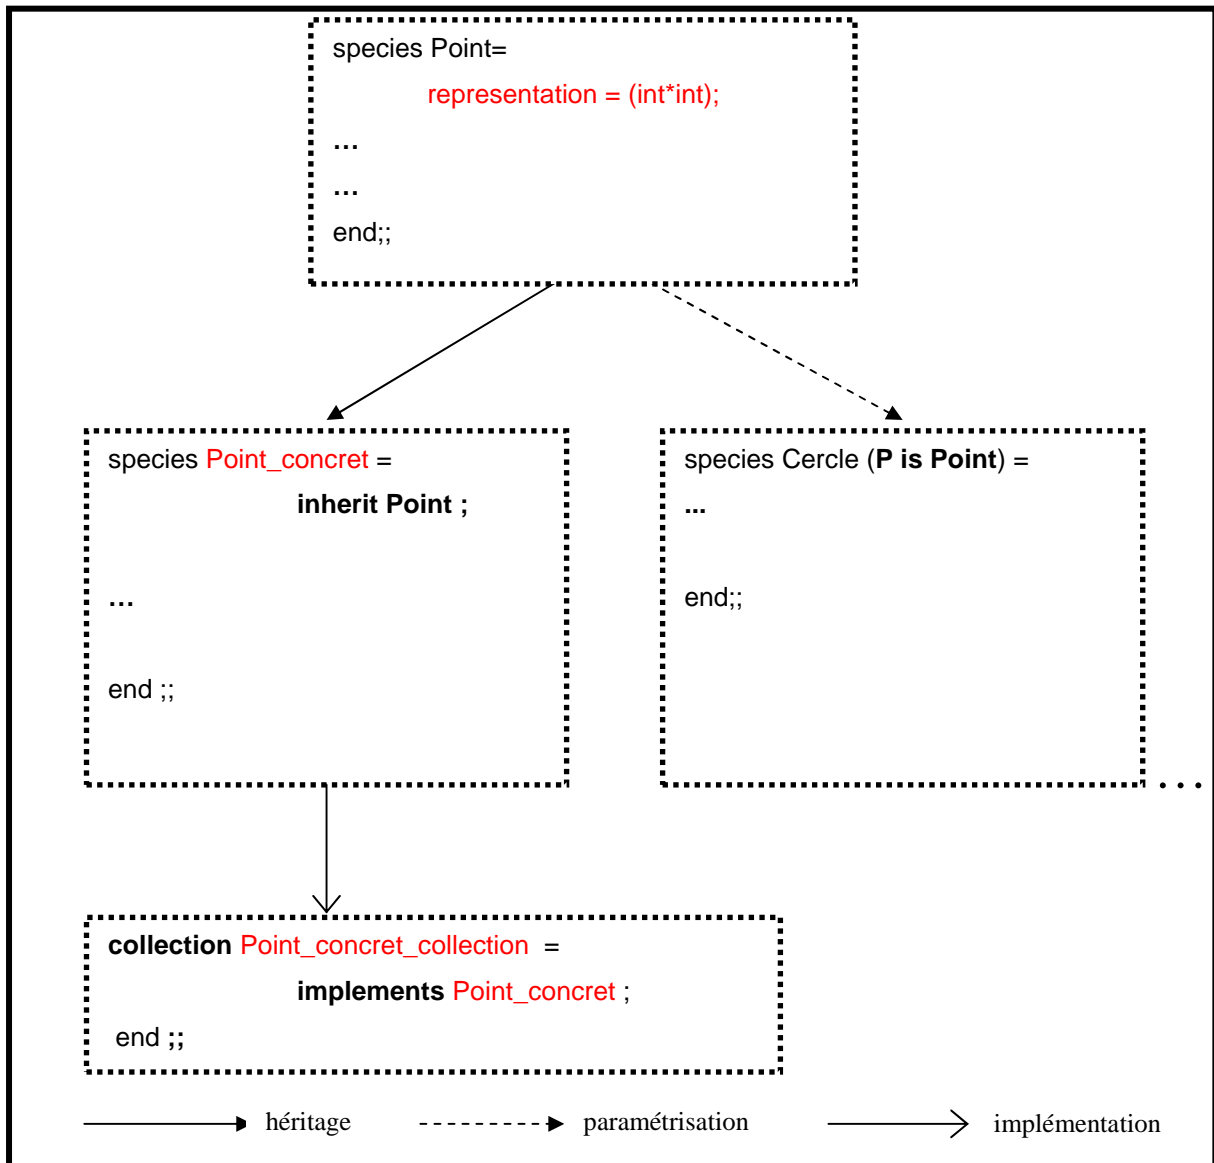 species Point=
representation = (int*int);
...
...
end;;
species Point_concret =
inherit Point ;
...
end ;;
species Cercle (P is Point) =
...
end;;
. . .
collection Point_concret_collection =
implements Point_concret ;
end ;;
héritage
paramétrisation
implémentation